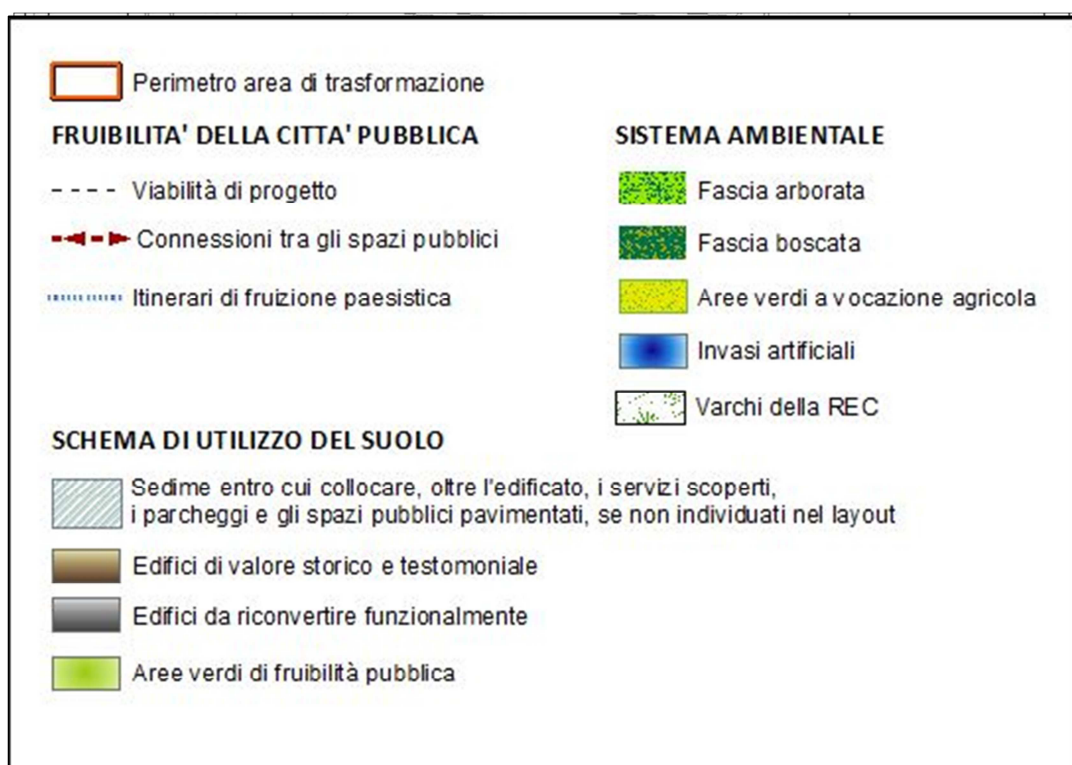 Perimetro area di trasformazione
FRUIBILITA' DELLA CITTA' PUBBLICA
Viabilità di progetto
Connessioni tra gli spazi pubblici
Itinerari di fruizione paesistica
SISTEMA AMBIENTALE
Fascia arborata
Fascia boscata
Aree verdi a vocazione agricola
Invasi artificiali
Varchi della REC
SCHEMA DI UTILIZZO DEL SUOLO
Sedime entro cui collocare, oltre l'edificato, i servizi scoperti,
i parcheggi e gli spazi pubblici pavimentati, se non individuati nel layout
Edifici di valore storico e testomoniale
Edifici da riconvertire funzionalmente
Aree verdi di fruibilità pubblica